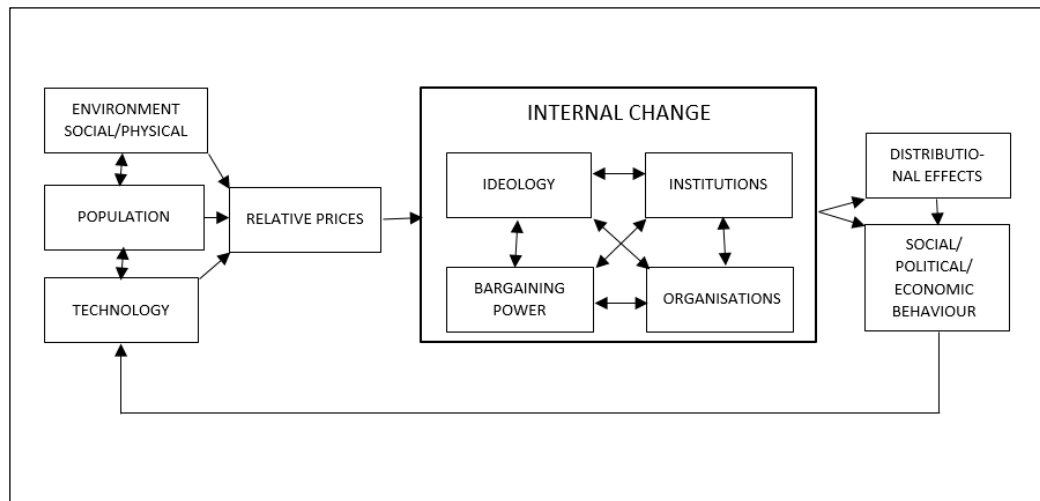 ENVIRONMENT
SOCIAL/PHYSICAL
POPULATION
TECHNOLOGY
RELATIVE PRICES
INTERNAL CHANGE
IDEOLOGY
INSTITUTIONS
BARGAINING
POWER
ORGANISATIONS
DISTRIBUTIO-
NAL EFFECTS
SOCIAL/
POLITICAL/
ECONOMIC
BEHAVIOUR